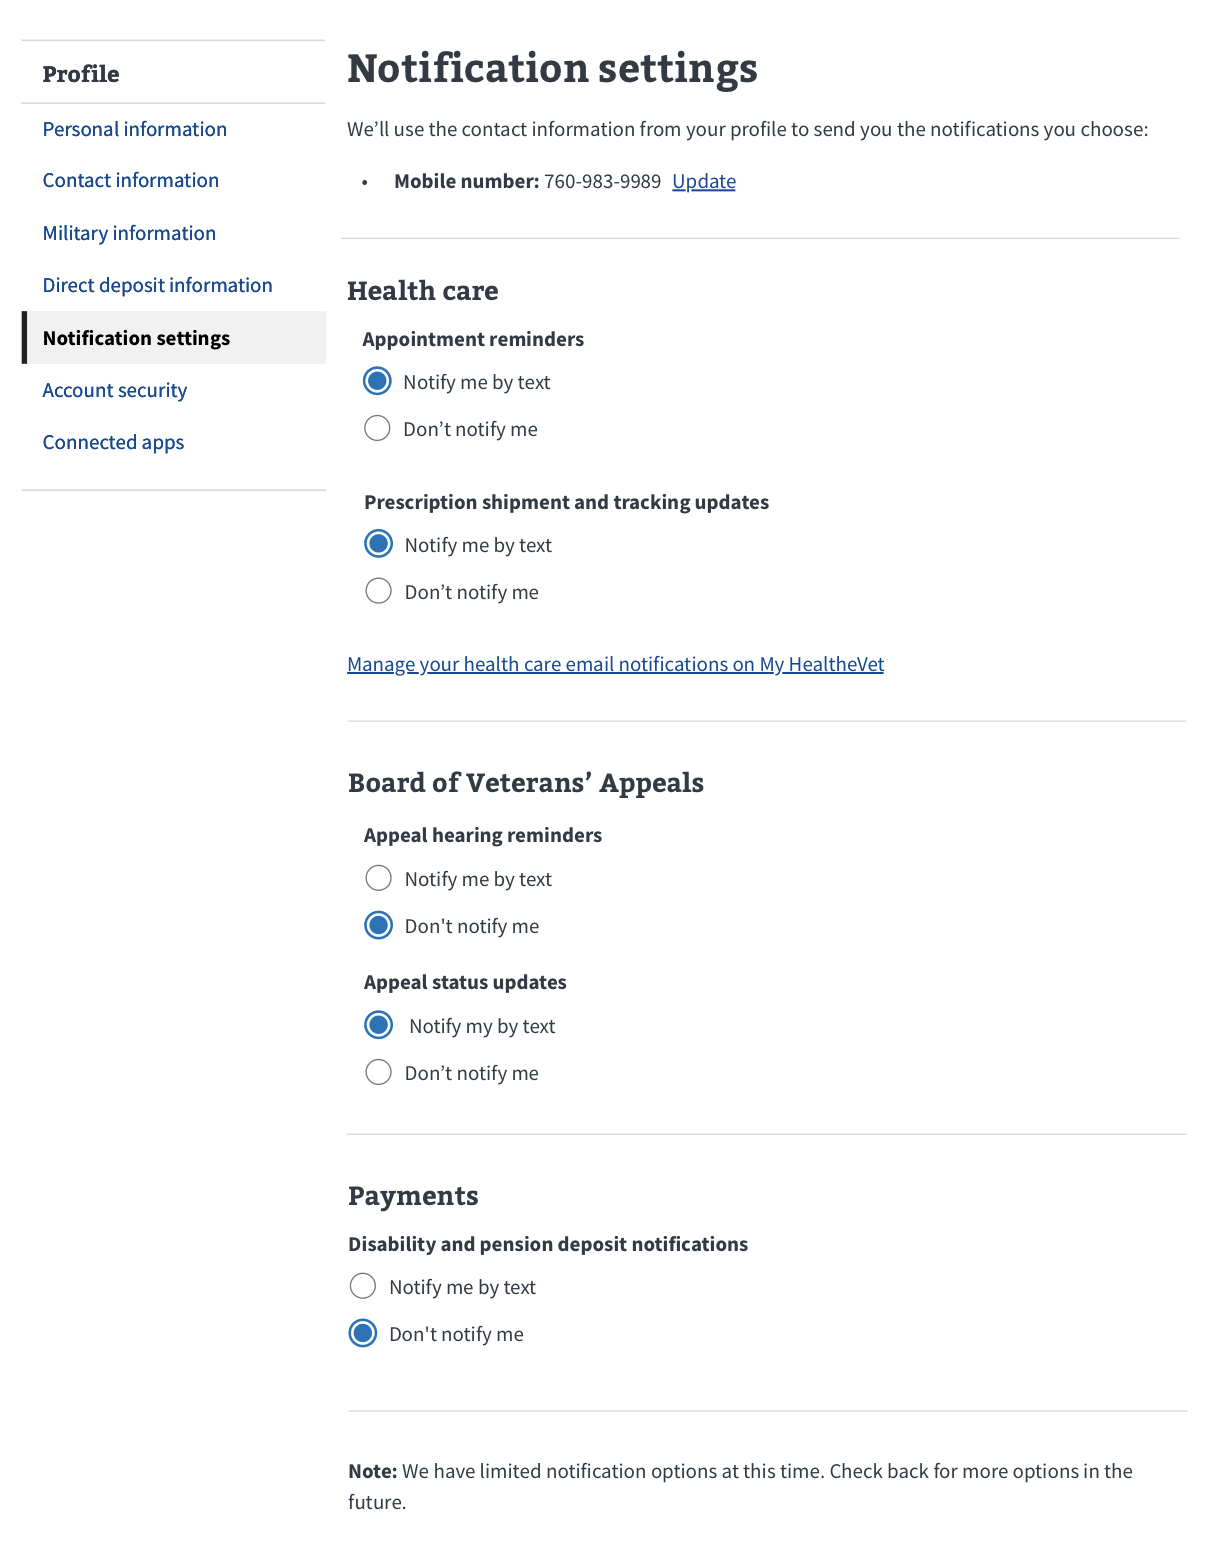 Profile
Personal information
Contact information
Military information
Direct deposit information
Notification settings
Account security
Connected apps
Notification settings
We’ll use the contact information from your profile to send you the notifications you choose:
• Mobile number: 760-983-9989 Update
Health care
Appointment reminders
Notify me by text
Don’t notify me
Prescription shipment and tracking updates
Notify me by text
Don’t notify me
Manage your health care email notifications on My HealtheVet
Board of Veterans’ Appeals
Appeal hearing reminders
Notify me by text
Don't notify me
Appeal status updates
Notify my by text
Don’t notify me
Payments
Disability and pension deposit notifications
Notify me by text
Don't notify me
Note: We have limited notification options at this time. Check back for more options in the
future.